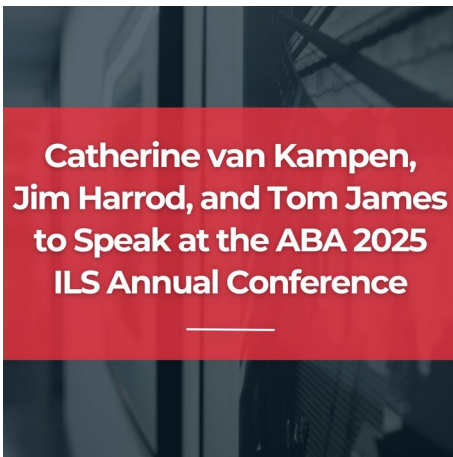 Catherine van Kampen,
Jim Harrod, and Tom James
to Speak at the ABA 2025
ILS Annual Conference